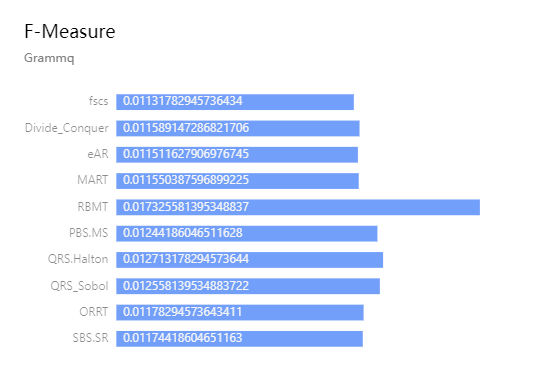 F-Measure
Grammq
fscs 0.01131782945736434
Divide_Conquer 0.011589147286821706
eAR 0.011511627906976745
MART 0.011550387596899225
RBMT 0.017325581395348837
PBS.MS 0.01244186046511628
QRS.Halton 0.012713178294573644
QRS_Sobol 0.012558139534883722
ORRT 0.01178294573643411
SBS.SR 0.01174418604651163